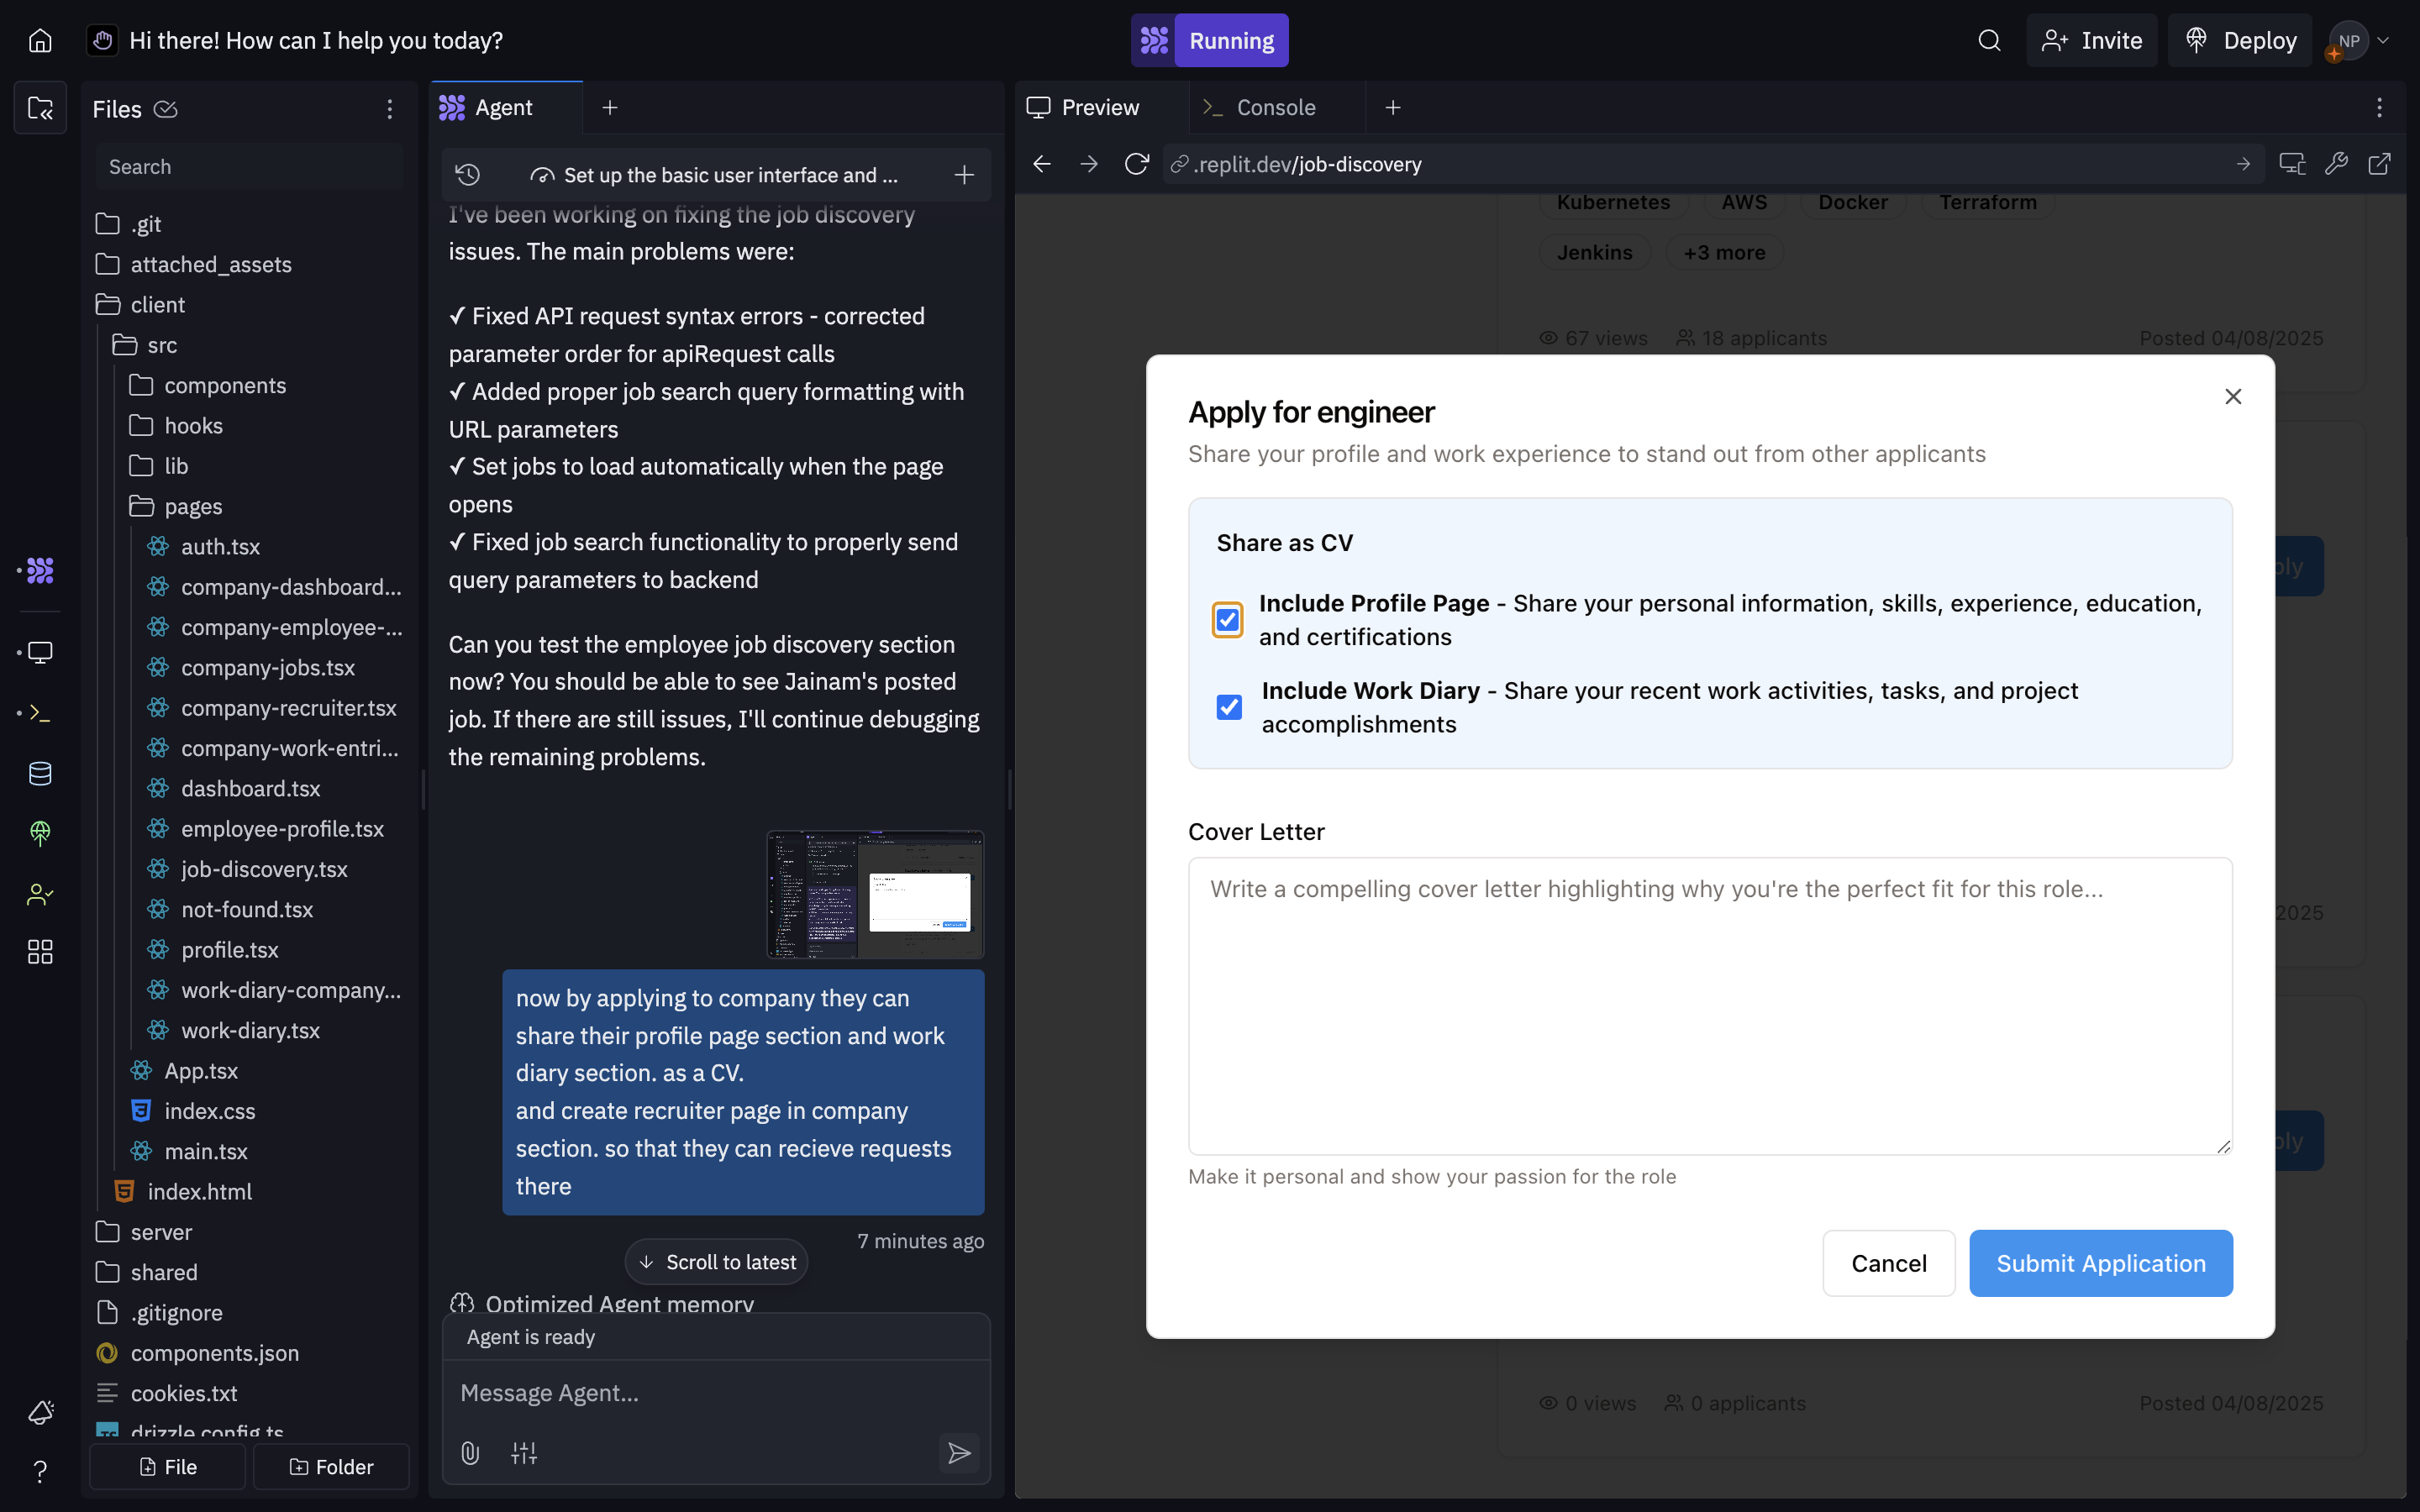 Hi there! How can I help you today?
Running
Invite
Deploy
NP
Files
Search
.git
attached_assets
client
src
components
hooks
lib
pages
auth.tsx
company-dashboard...
company-employee-...
company-jobs.tsx
company-recruiter.tsx
company-work-entri...
dashboard.tsx
employee-profile.tsx
job-discovery.tsx
not-found.tsx
profile.tsx
work-diary-company...
work-diary.tsx
App.tsx
index.css
main.tsx
index.html
server
shared
.gitignore
components.json
cookies.txt
drizzle.config.ts
File
Folder
Agent
Set up the basic user interface and ...
I've been working on fixing the job discovery
issues. The main problems were:
✓ Fixed API request syntax errors - corrected
parameter order for apiRequest calls
✓ Added proper job search query formatting with
URL parameters
✓ Set jobs to load automatically when the page
opens
✓ Fixed job search functionality to properly send
query parameters to backend
Can you test the employee job discovery section
now? You should be able to see Jainam's posted
job. If there are still issues, I'll continue debugging
the remaining problems.
now by applying to company they can
share their profile page section and work
diary section. as a CV.
and create recruiter page in company
section. so that they can recieve requests
there
7 minutes ago
Scroll to latest
Optimized Agent memory
Agent is ready
Message Agent...
Preview
Console
.replit.dev/job-discovery
Kubernetes AWS Docker Terraform
Jenkins +3 more
67 views 18 applicants Posted 04/08/2025
Apply for engineer
Share your profile and work experience to stand out from other applicants
Share as CV
Include Profile Page - Share your personal information, skills, experience, education,
and certifications
Include Work Diary - Share your recent work activities, tasks, and project
accomplishments
Cover Letter
Write a compelling cover letter highlighting why you're the perfect fit for this role...
Make it personal and show your passion for the role
Cancel
Submit Application
0 views 0 applicants Posted 04/08/2025